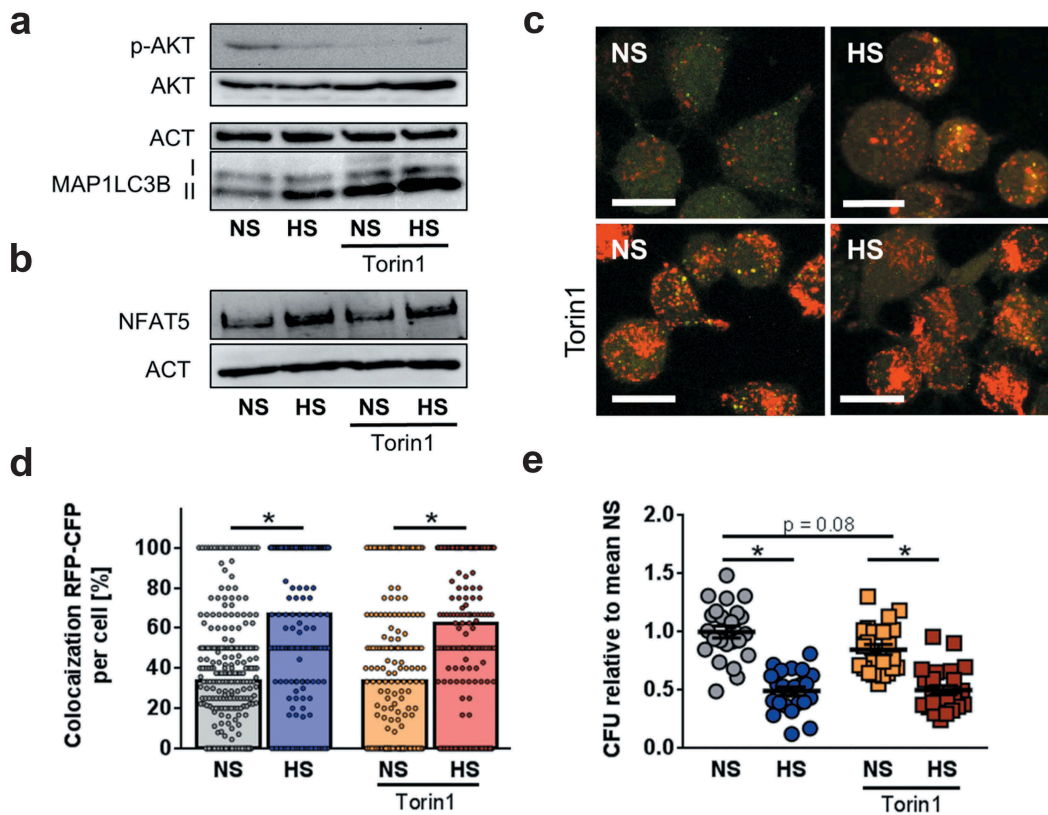 a
p-AKT
AKT
ACT
MAP1LC3B
I
II
NS HS NS HS
Torin1
b
NFAT5
ACT
NS HS NS HS
Torin1
c
NS HS
NS HS
Torin1
d
Colocaization RFP-CFP
per cell [%]
100
80
60
40
20
0
* *
NS HS NS HS
Torin1
e
CFU relative to mean NS
2.0
1.5
1.0
0.5
0.0
p = 0.08
* *
NS HS NS HS
Torin1